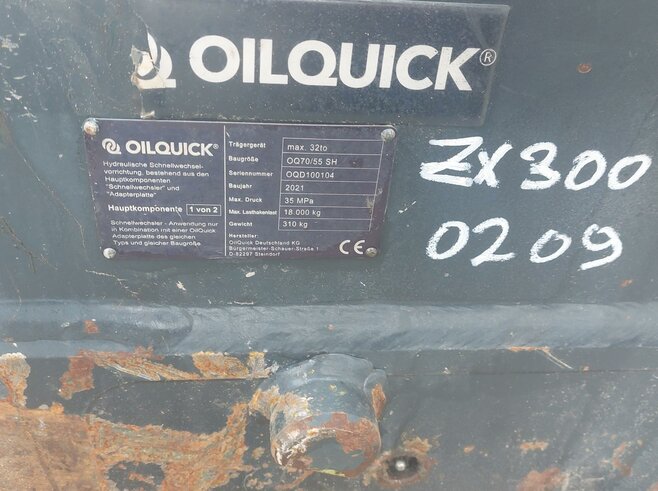 OILQUICK®
OILQUICK®
Hydraulische Schnellwechsel-
vorrichtung, bestehend aus den
Hauptkomponenten
"Schnellwechsler" und
"Adapterplatte"
Hauptkomponente 1 von 2
Schnellwechsler - Anwendung nur
in Kombination mit einer OilQuick
Adapterplatte des gleichen
Typs und gleicher Baugröße
Trägergerät max. 32to
Baugröße OQ70/55 SH
Seriennummer OQD100104
Baujahr 2021
Max. Druck 35 MPa
Max. Lasthakenlast 18.000 kg
Gewicht 310 kg
Hersteller:
OilQuick Deutschland KG
Bürgermeister-Schauer-Straße 1
D-82297 Steindorf
CE
ZX300
0209